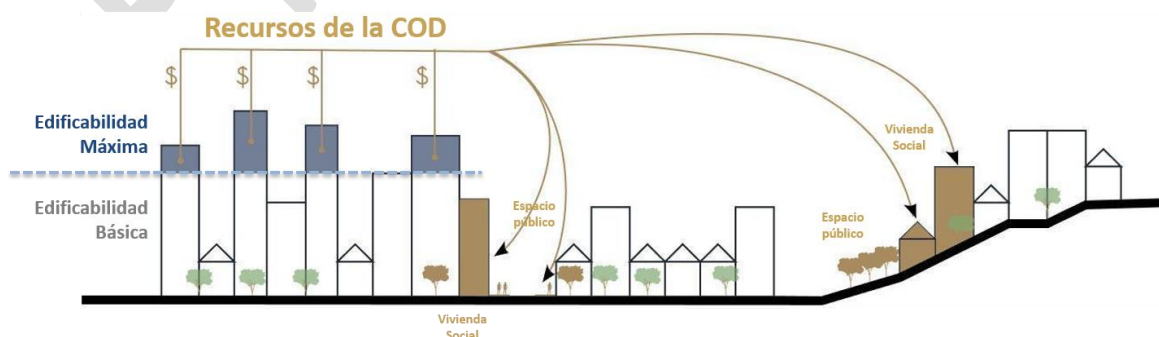 Recursos de la COD
$
$
$
$
Edificabilidad
Máxima
Edificabilidad
Básica
Espacio
público
Vivienda
Social
Espacio
público
Vivienda
Social